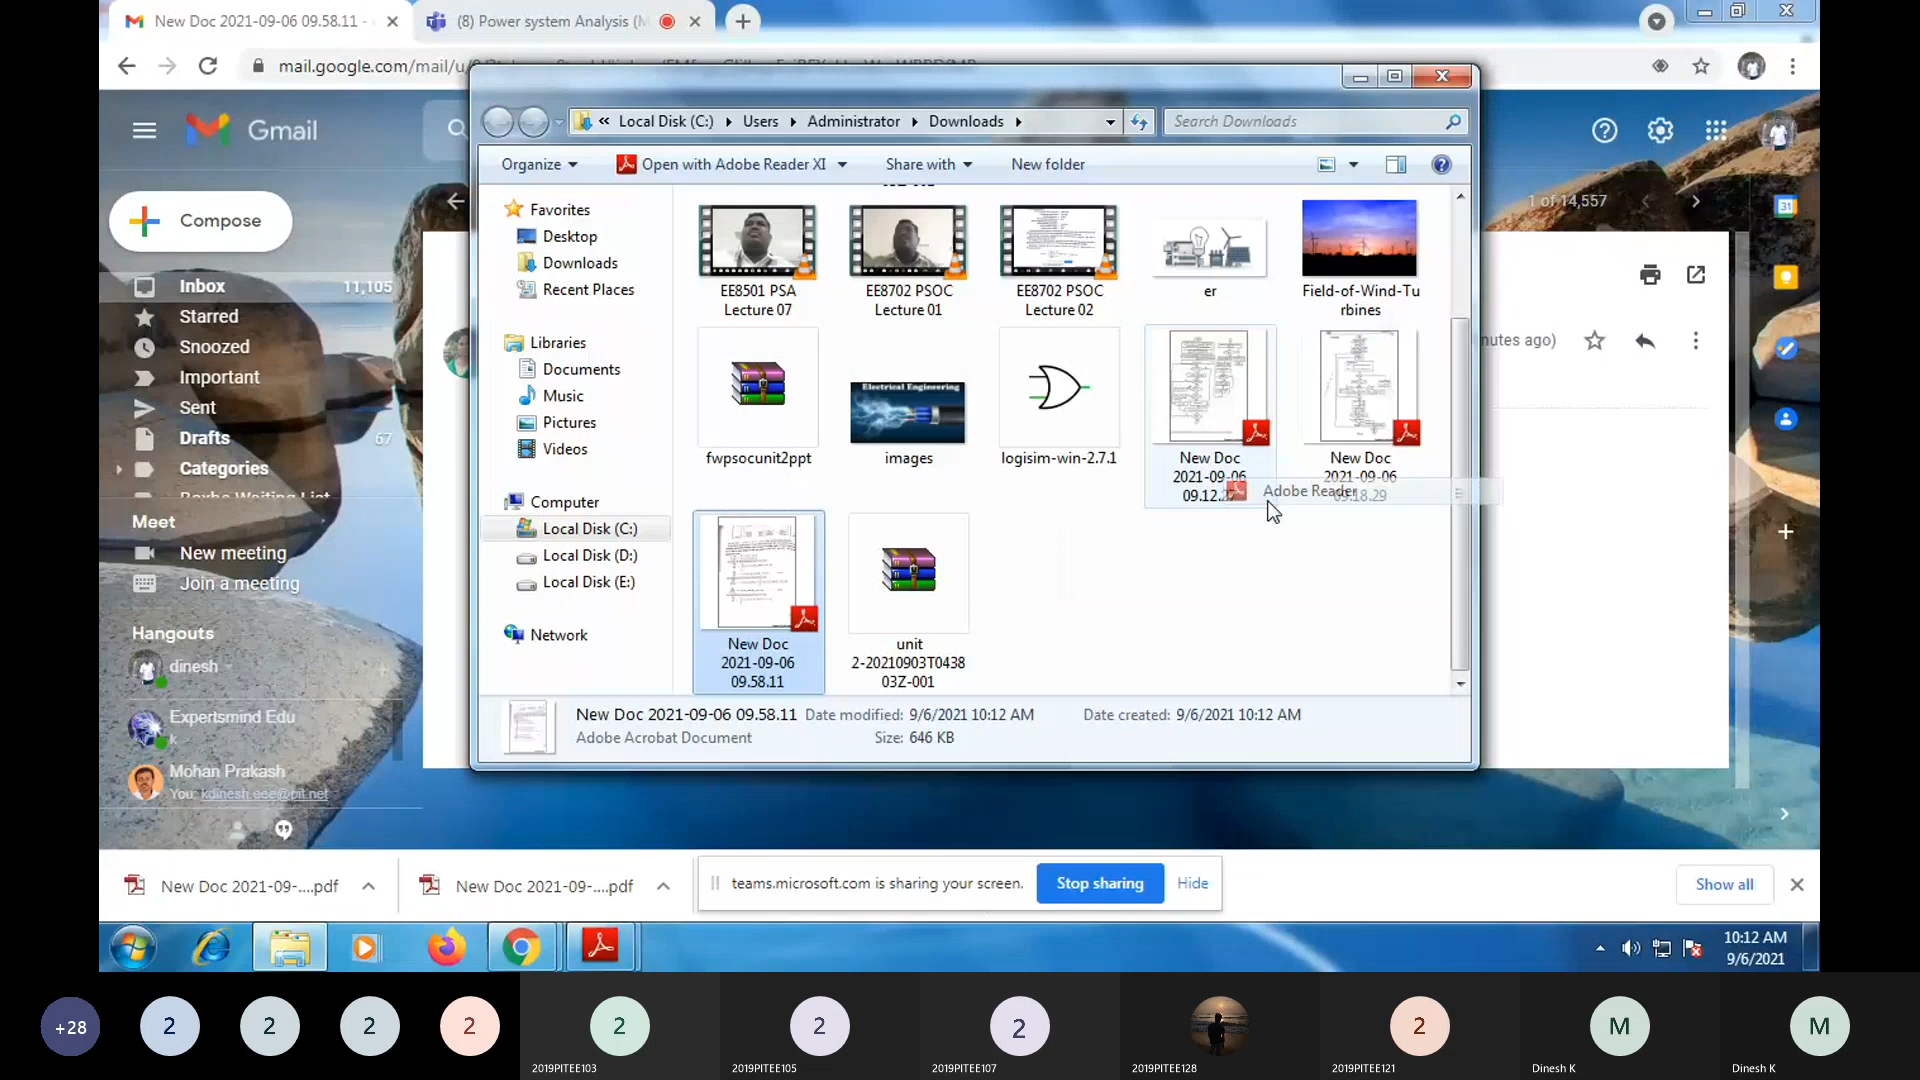 New Doc 2021-09-06 09.58.11 -
(8) Power system Analysis (M
mail.google.com/mail/u/
Local Disk (C:)
Users
Administrator
Downloads
Search Downloads
Gmail
Organize
Open with Adobe Reader XI
Share with
New folder
Compose
1 of 14,557
Favorites
Desktop
Downloads
Recent Places
Libraries
Documents
Music
Pictures
Videos
Computer
Local Disk (C:)
Local Disk (D:)
Local Disk (E:)
Network
EE8501 PSA
Lecture 07
EE8702 PSOC
Lecture 01
EE8702 PSOC
Lecture 02
er
Field-of-Wind-Tu
rbines
Electrical Engineering
fwpsocunit2ppt
images
logisim-win-2.7.1
New Doc
2021-09-06
New Doc
2021-09-06
09.18.29
Adobe Reader
New Doc
2021-09-06
09.58.11
unit
2-20210903T0438
03Z-001
New Doc 2021-09-06 09.58.11
Date modified: 9/6/2021 10:12 AM
Date created: 9/6/2021 10:12 AM
Adobe Acrobat Document
Size: 646 KB
Inbox
11,105
Starred
Snoozed
Important
Sent
Drafts
67
Categories
Meet
New meeting
Join a meeting
Hangouts
dinesh
Expertsmind Edu
k
Mohan Prakash
You: kdinesh.eee@pit.net
nutes ago)
31
New Doc 2021-09-....pdf
New Doc 2021-09-....pdf
teams.microsoft.com is sharing your screen.
Stop sharing
Hide
Show all
10:12 AM
9/6/2021
+28
2
2
2
2
2
2019PITEE103
2
2019PITEE105
2
2019PITEE107
2019PITEE128
2
2019PITEE121
M
Dinesh K
M
Dinesh K